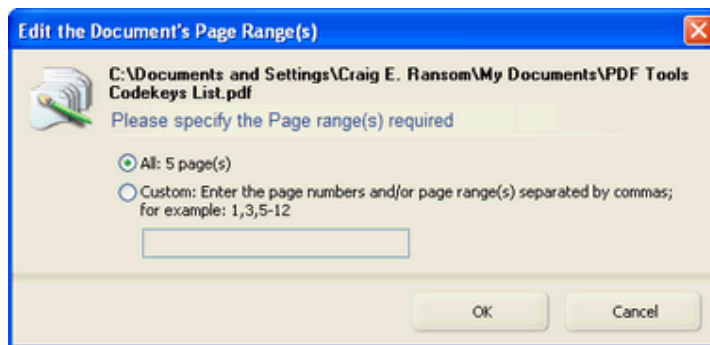 Edit the Document's Page Range(s)
C:\Documents and Settings\Craig E. Ransom\My Documents\PDF Tools
Codekeys List.pdf
Please specify the Page range(s) required
All: 5 page(s)
Custom: Enter the page numbers and/or page range(s) separated by commas;
for example: 1,3,5-12
OK Cancel